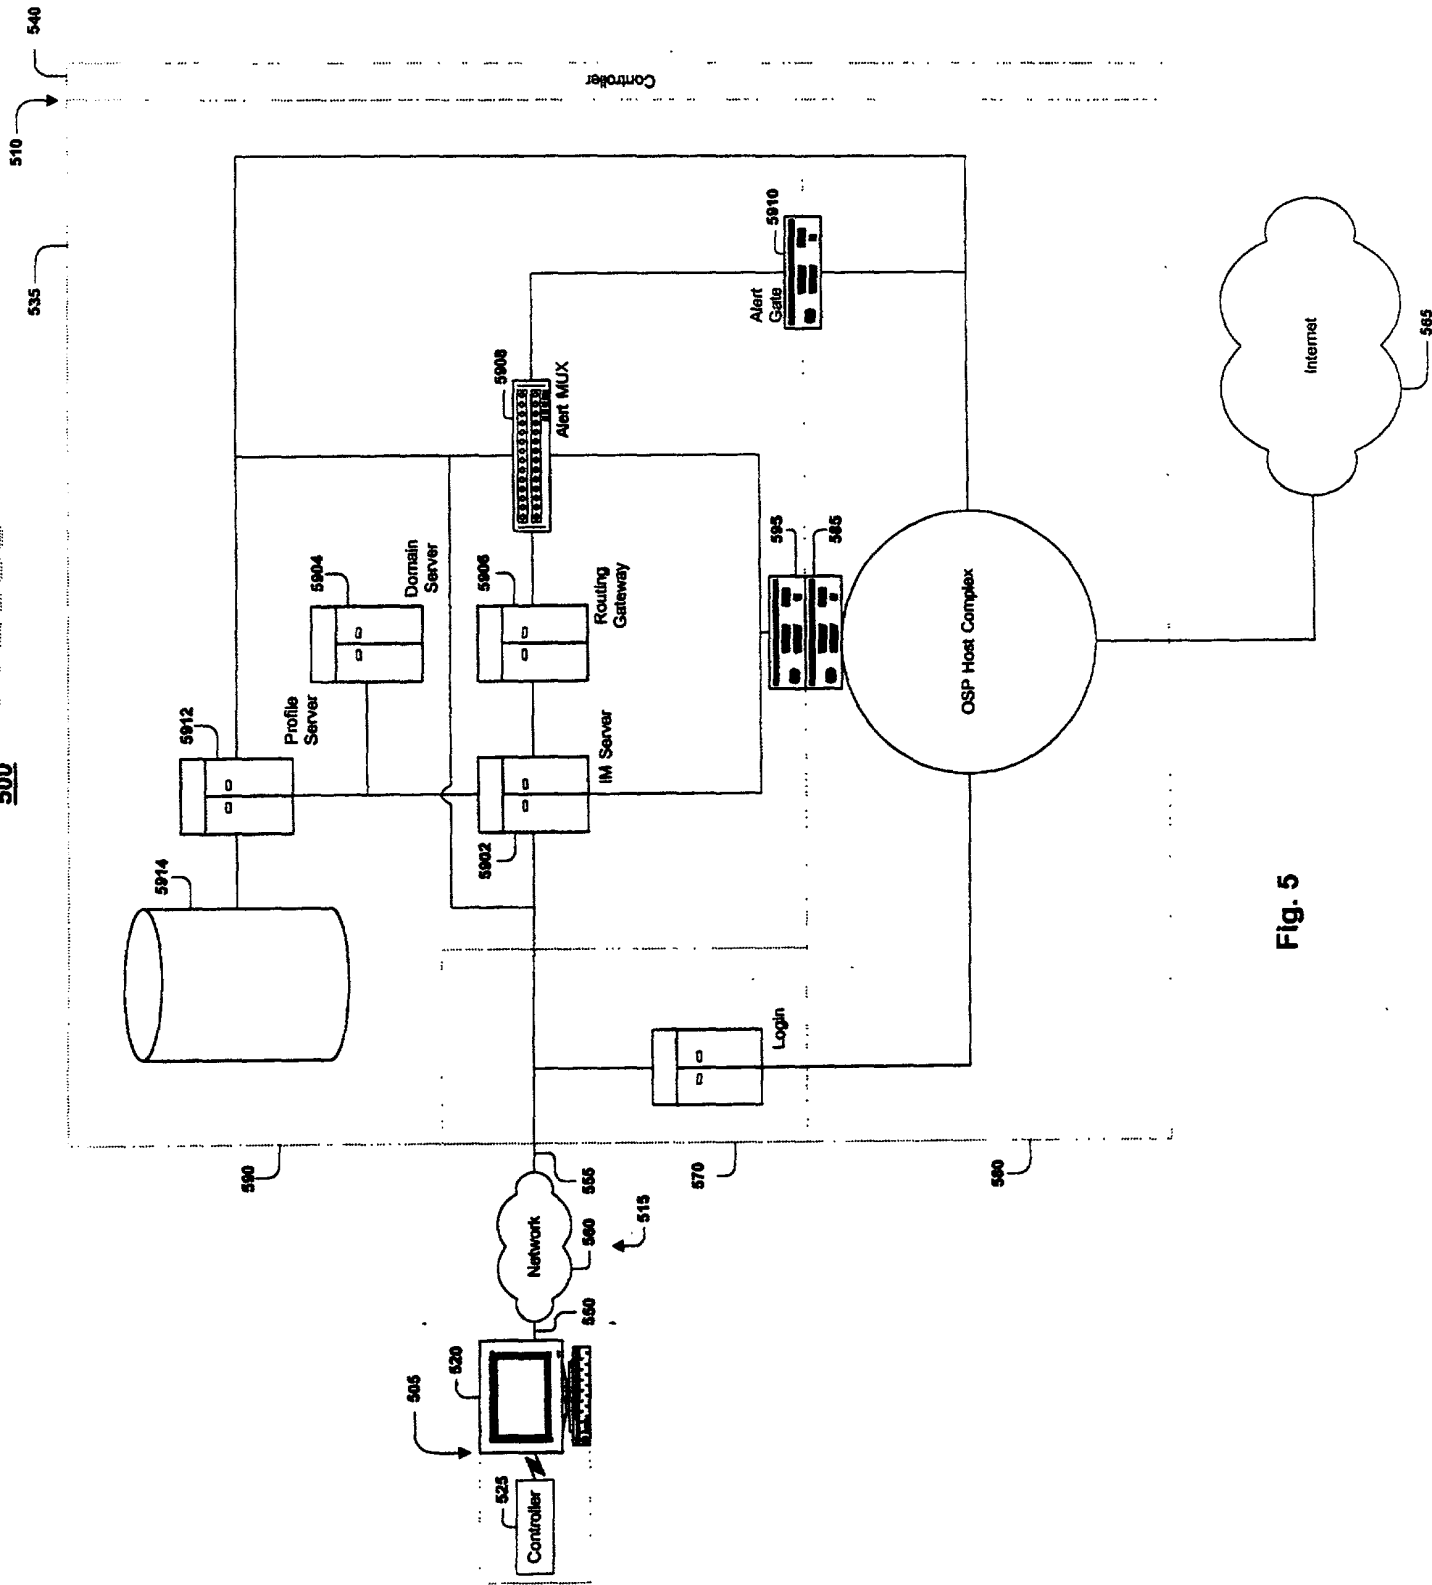 500
505
520
Controller
525
550
Network
560
555
515
510
540
535
Controller
590
570
580
5914
5912
Profile
Server
5904
Domain
Server
5902
IM Server
5906
Routing
Gateway
5908
Alert MUX
5910
Alert
Gate
Login
595
585
OSP Host Complex
Internet
565
Fig. 5